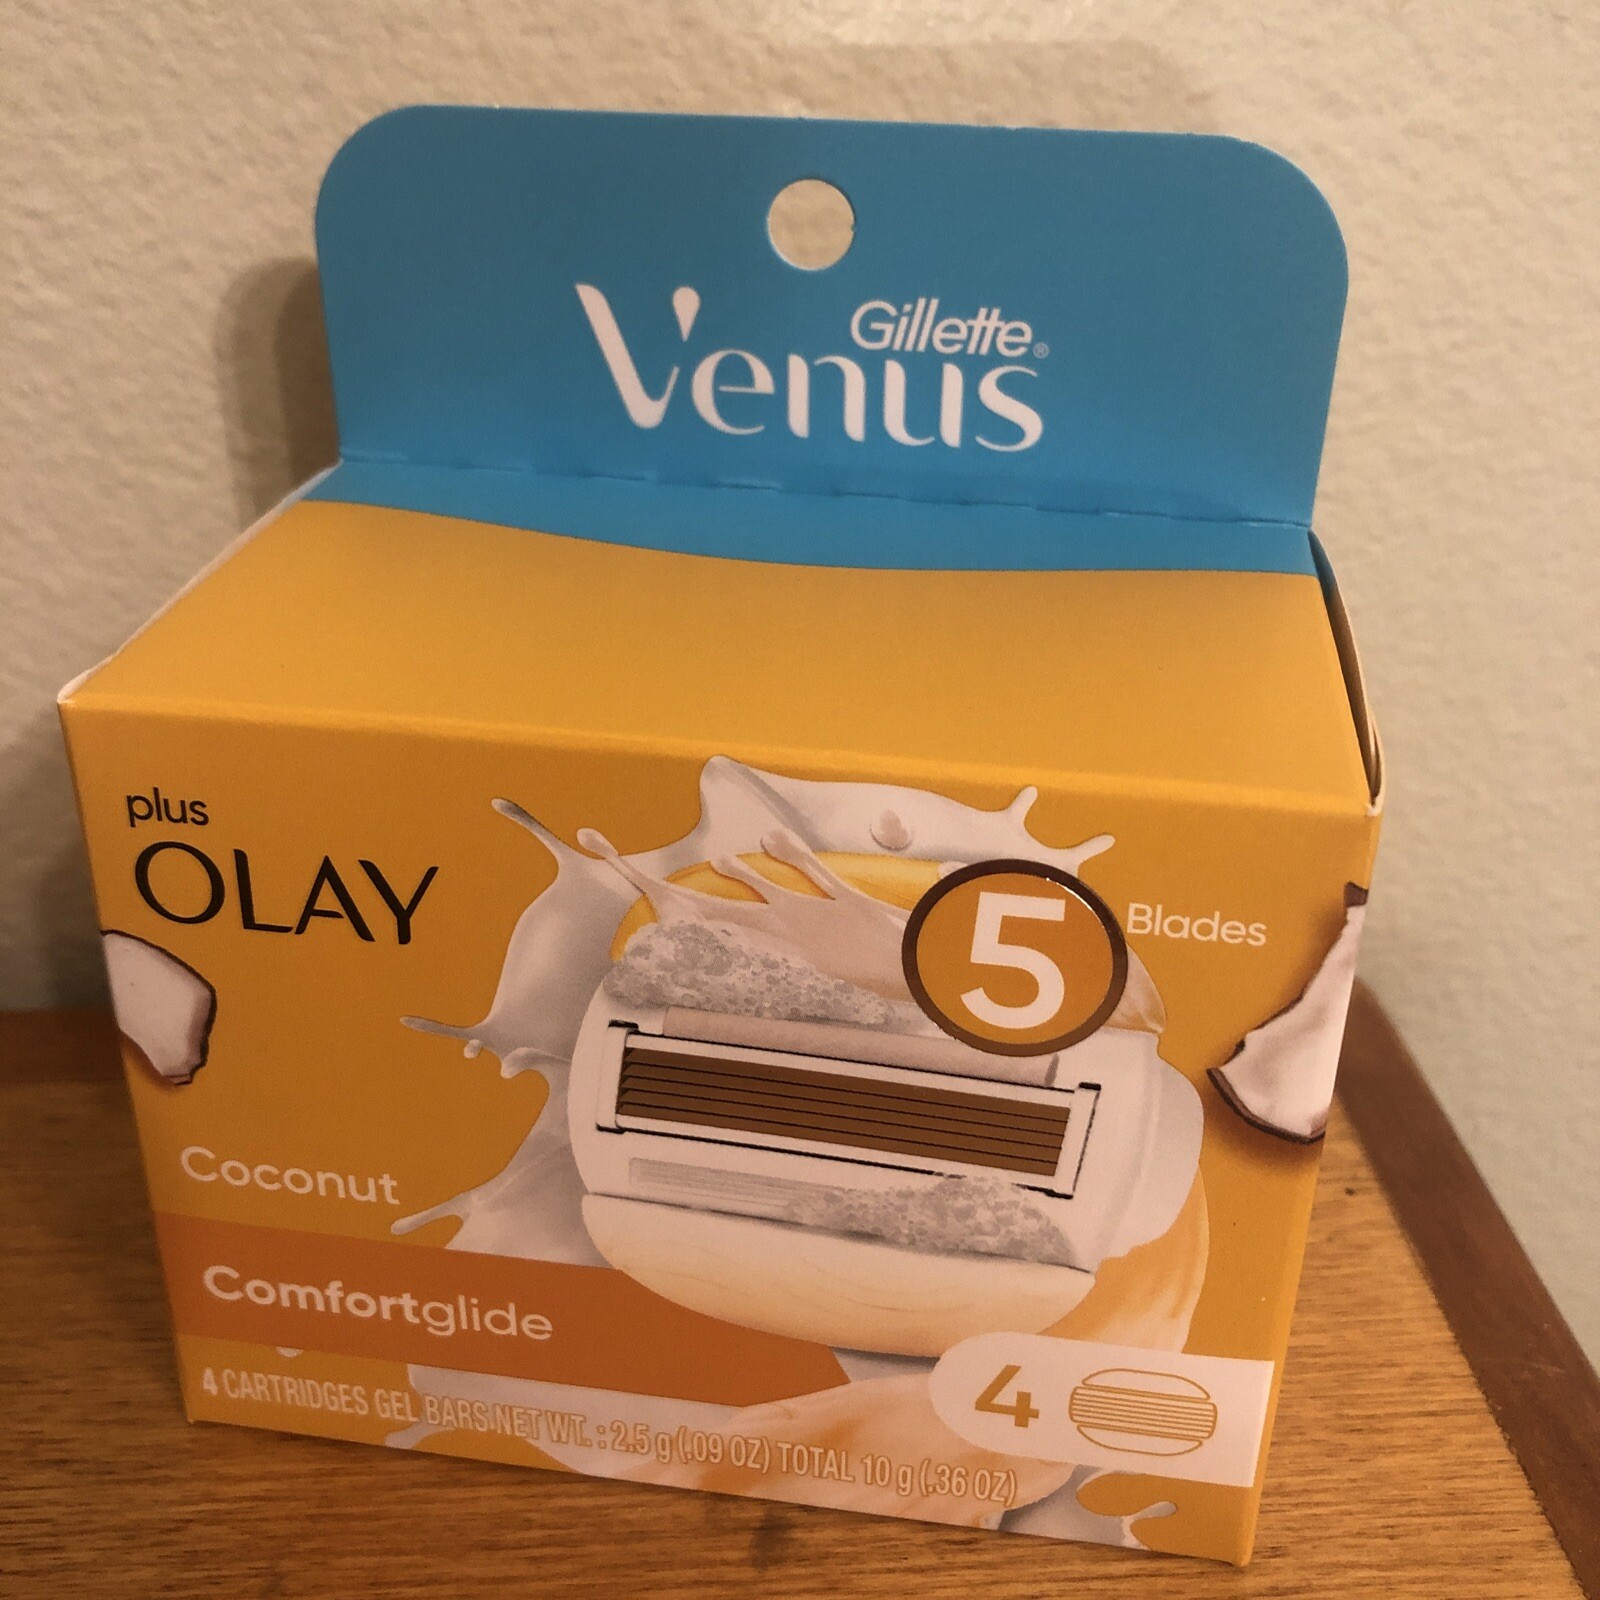 Gillette®
Venus
plus
OLAY
5 Blades
Coconut
Comfortglide
4
4 CARTRIDGES GEL BARS NET WT. : 2.5 g (.09 OZ) TOTAL 10 g (.36 OZ)